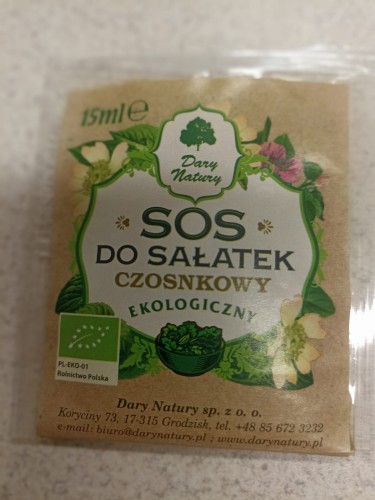 15ml℮
Dary
Natury
SOS
DO SAŁATEK
CZOSNKOWY
EKOLOGICZNY
PL-EKO-01
Rolnictwo Polska
Dary Natury sp. z o. o.
Koryciny 73, 17-315 Grodzisk, tel. +48 85 672 3232
e-mail: biuro@darynatury.pl ; www.darynatury.pl